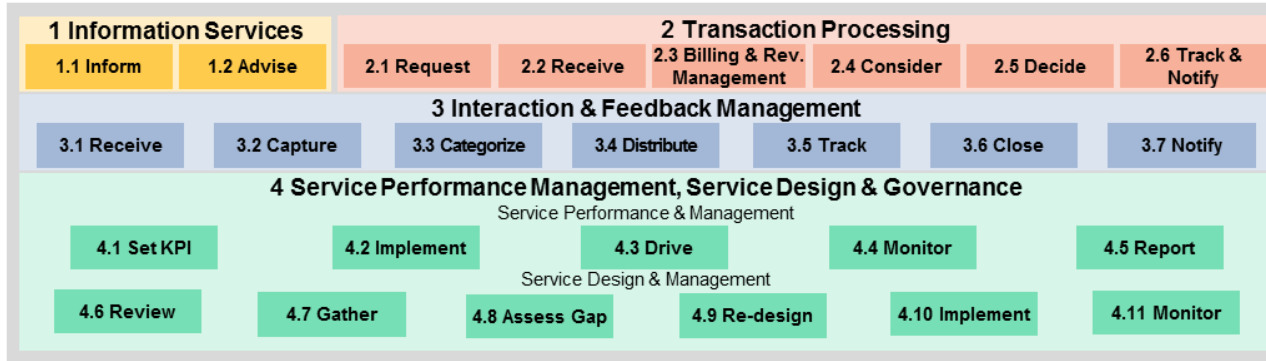 1 Information Services
2 Transaction Processing
1.1 Inform
1.2 Advise
2.1 Request
2.2 Receive
2.3 Billing & Rev.
Management
2.4 Consider
2.5 Decide
2.6 Track &
Notify
3 Interaction & Feedback Management
3.1 Receive
3.2 Capture
3.3 Categorize
3.4 Distribute
3.5 Track
3.6 Close
3.7 Notify
4 Service Performance Management, Service Design & Governance
Service Performance & Management
4.1 Set KPI
4.2 Implement
4.3 Drive
4.4 Monitor
4.5 Report
Service Design & Management
4.6 Review
4.7 Gather
4.8 Assess Gap
4.9 Re-design
4.10 Implement
4.11 Monitor